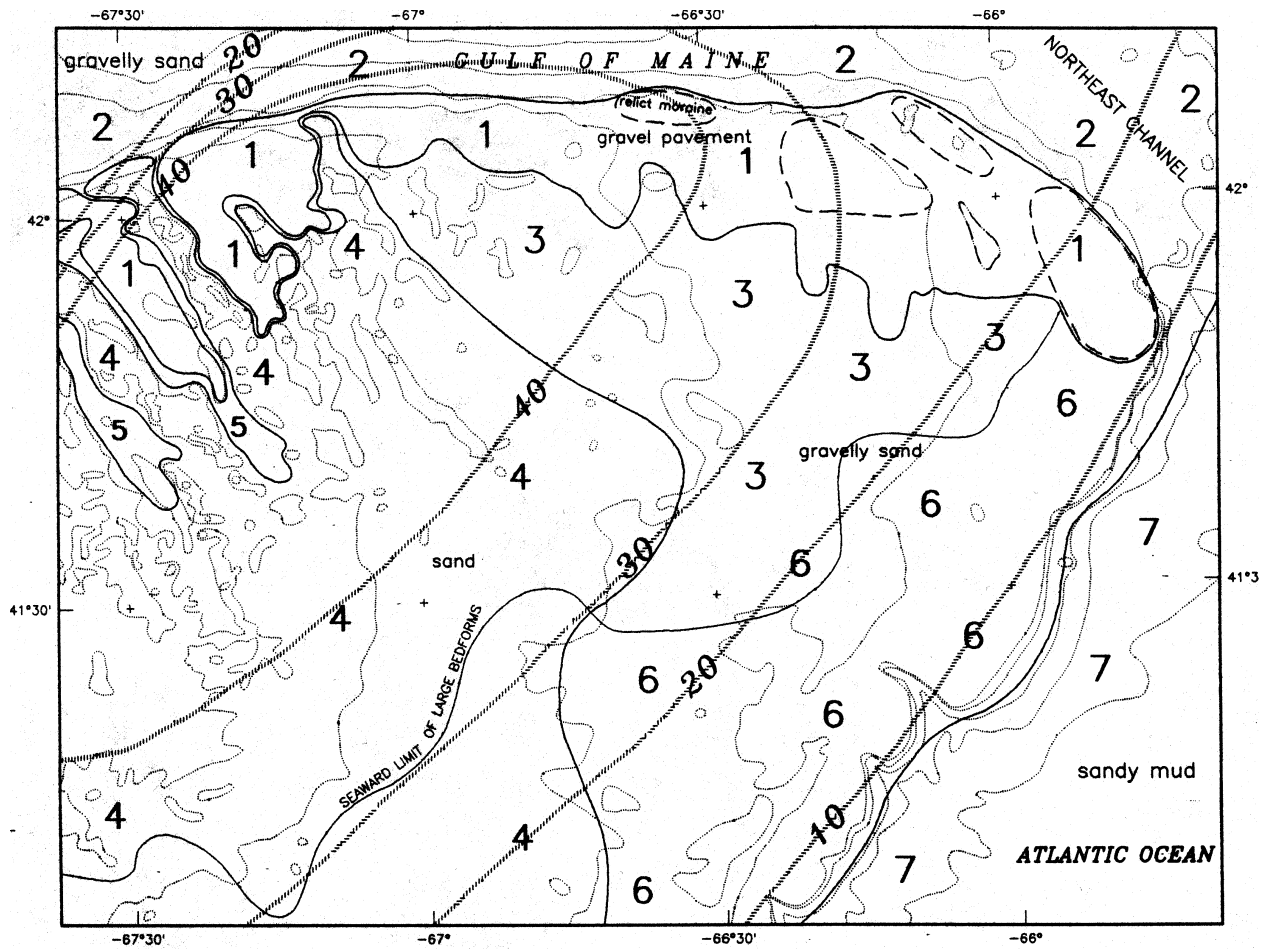 -67°30' -67° -66°30' -66°
gravelly sand 20 2 GULF OF MAINE 2 NORTHEAST CHANNEL
30 2
2 relict moraine 2
1 1 gravel pavement 1
40
42° 42°
1 4 3 1
1 3
3
4 4 3
40 6
5 5 gravelly sand
4 3 6
7
30 6
sand
41°30' 41°3
4 6
SEAWARD LIMIT OF LARGE BEDFORMS
6 20 7
6
sandy mud
4 4 10
ATLANTIC OCEAN
6 7
-67°30' -67° -66°30' -66°